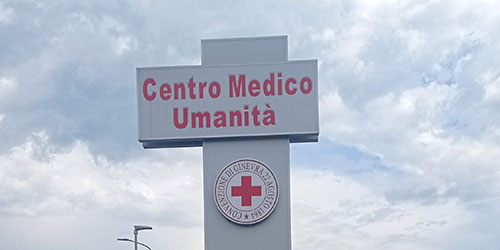 Centro Medico
Umanità
CONVENZIONE DI GINEVRA 22 AGOSTO 1864